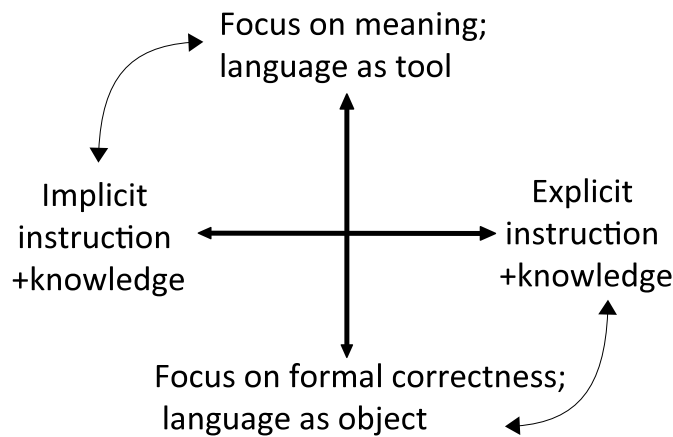 Focus on meaning;
language as tool
Implicit
instruction
+knowledge
Explicit
instruction
+knowledge
Focus on formal correctness;
language as object